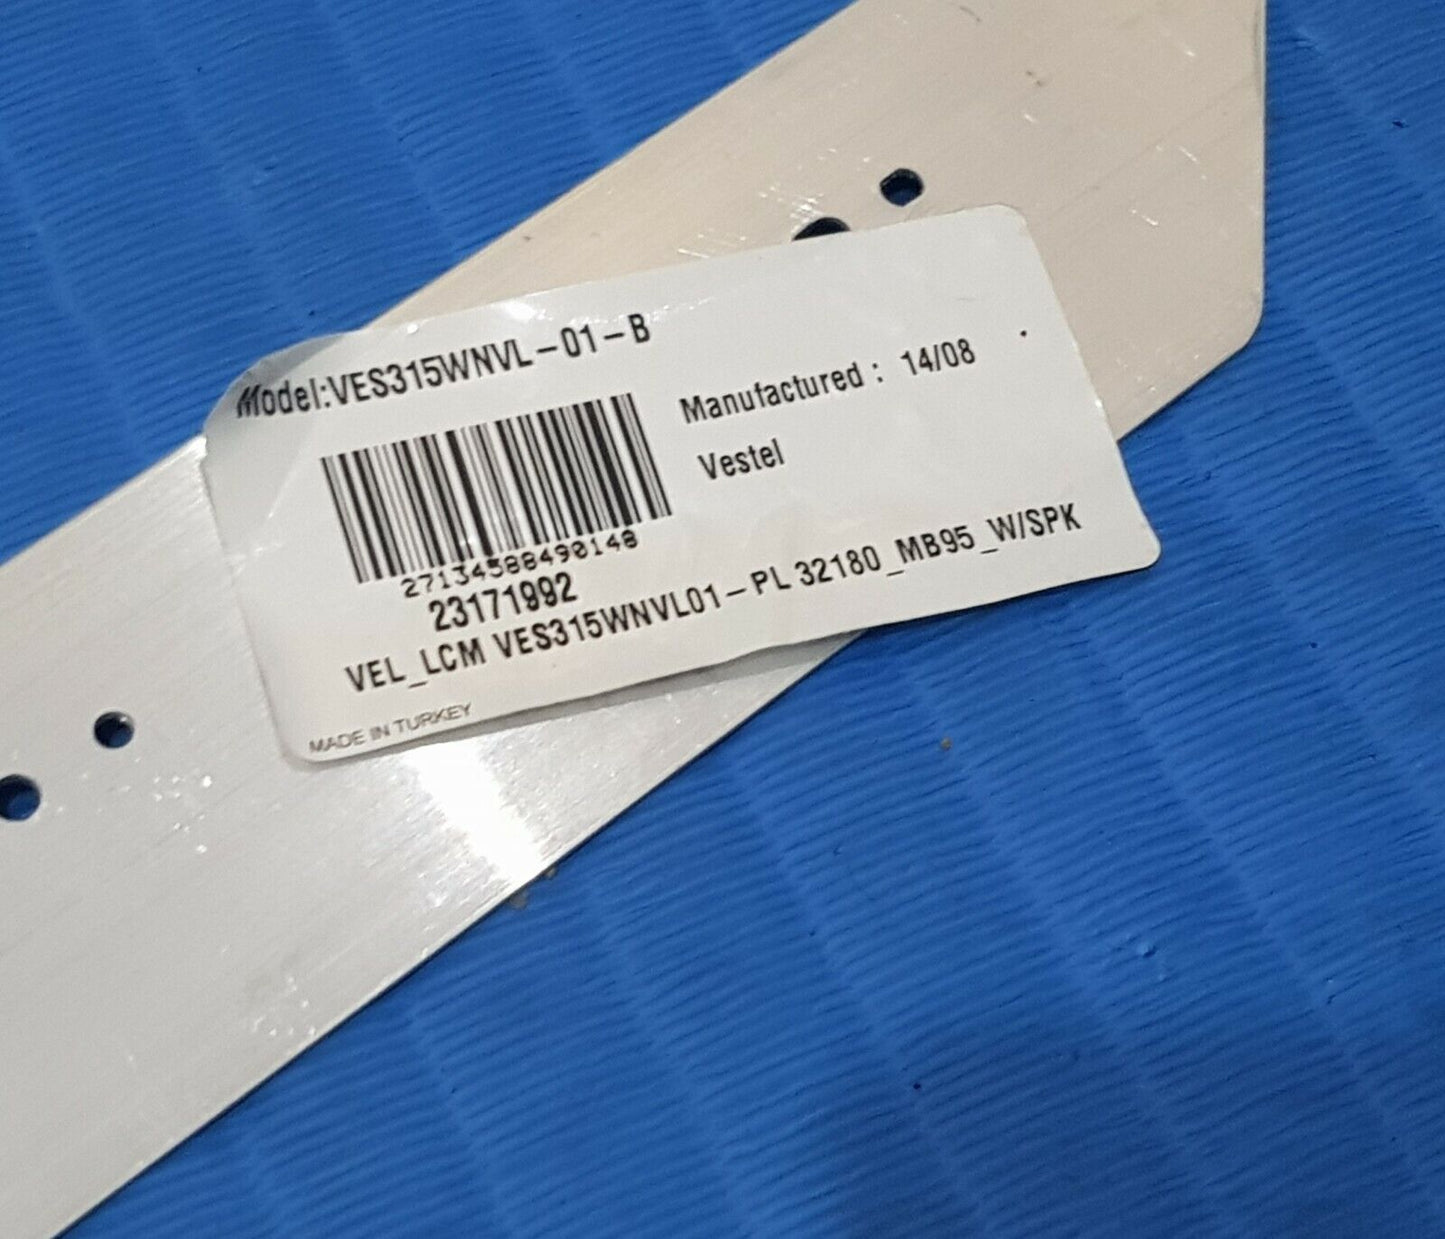 Model:VES315WNVL-01-B
Manufactured : 14/08
Vestel
27134588490148
23171992
VEL_LCM VES315WNVL01-PL 32180_MB95_W/SPK
MADE IN TURKEY